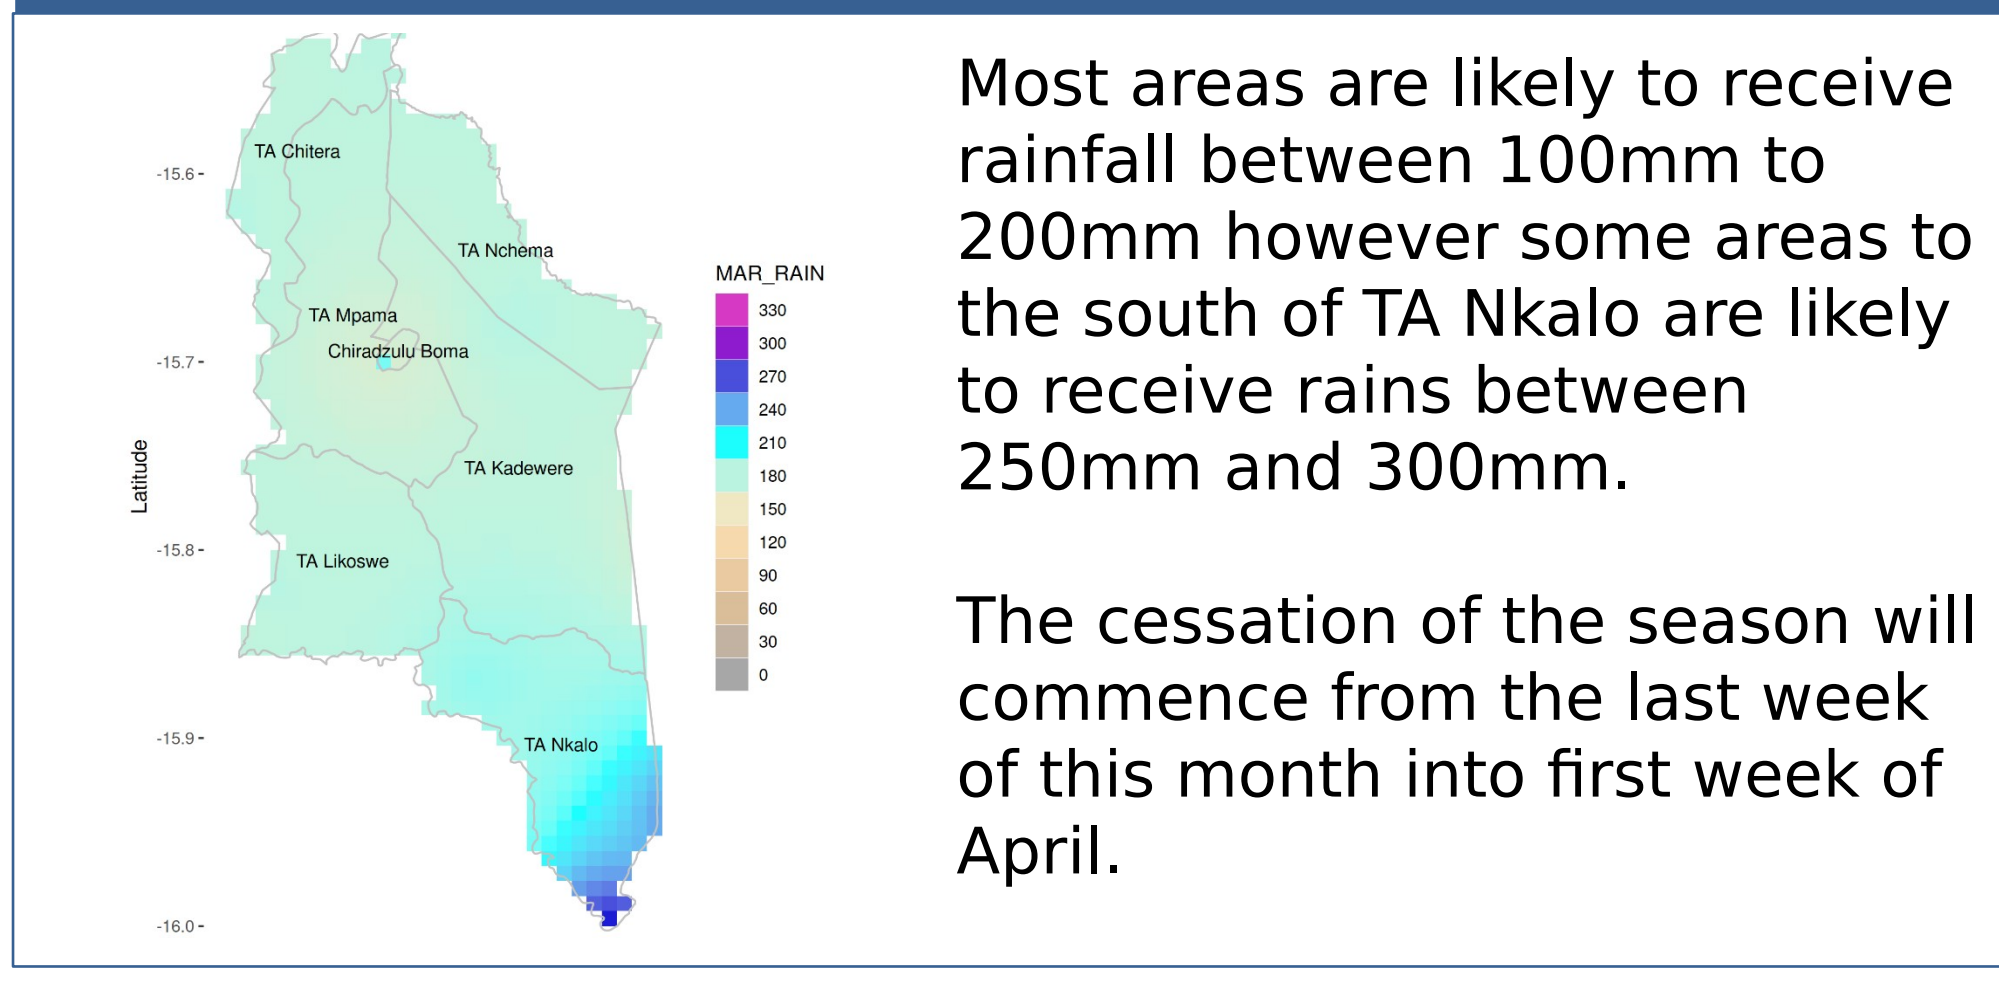 TA Chitera
-15.6
TA Nchema
MAR_RAIN
330
TA Mpama
300
Chiradzulu Boma
-15.7
270
240
210
Latitude
TA Kadewere
180
150
120
-15.8
TA Likoswe
90
60
30
0
-15.9
TA Nkalo
-16.0
Most areas are likely to receive
rainfall between 100mm to
200mm however some areas to
the south of TA Nkalo are likely
to receive rains between
250mm and 300mm.
The cessation of the season will
commence from the last week
of this month into first week of
April.